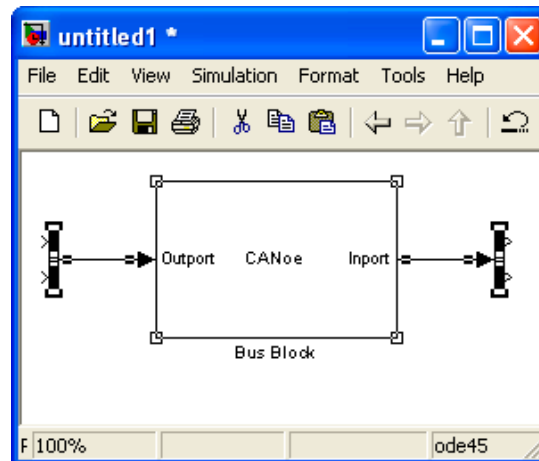 untitled1 *
File Edit View Simulation Format Tools Help
Outport CANoe Inport
Bus Block
F 100% ode45